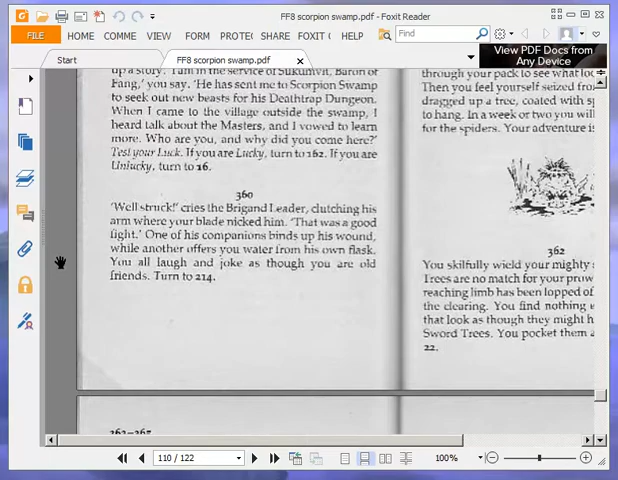 FF8 scorpion swamp.pdf - Foxit Reader
FILE HOME COMME VIEW FORM PROTE SHARE FOXIT C HELP Find
Start FF8 scorpion swamp.pdf
View PDF Docs from
Any Device
up a story. 'I am in the service of Sukumvit, Baron of
Fang,' you say. 'He has sent me to Scorpion Swamp
to seek out new beasts for his Deathtrap Dungeon.
When I came to the village outside the swamp, I
heard talk about the Masters, and I vowed to learn
more. Who are you, and why did you come here?'
Test your Luck. If you are Lucky, turn to 162. If you are
Unlucky, turn to 16.
360
'Well struck!' cries the Brigand Leader, clutching his
arm where your blade nicked him. 'That was a good
fight.' One of his companions binds up his wound,
while another offers you water from his own flask.
You all laugh and joke as though you are old
friends. Turn to 214.
through your pack to see what loo
Then you feel yourself seized from
dragged up a tree, coated with sp
to hang. In a week or two you will
for the spiders. Your adventure is
362
You skilfully wield your mighty s
Trees are no match for your prow
reaching limb has been lopped of
the clearing. You find nothing e
that look as though they might h
Sword Trees. You pocket them a
22.
110 / 122
100%